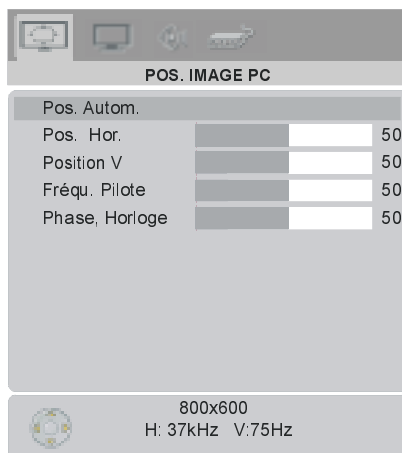 POS. IMAGE PC
Pos. Autom.
Pos. Hor. 50
Position V 50
Fréqu. Pilote 50
Phase, Horloge 50
800x600
H: 37kHz V:75Hz